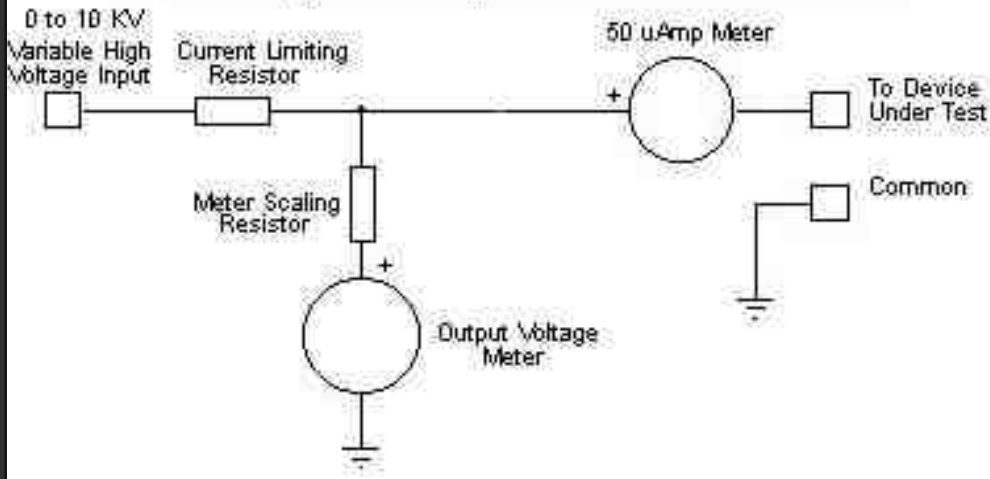 0 to 10 KV
Variable High
Voltage Input
Current Limiting
Resistor
50 uAmp Meter
+
To Device
Under Test
Common
Meter Scaling
Resistor
+
Output Voltage
Meter